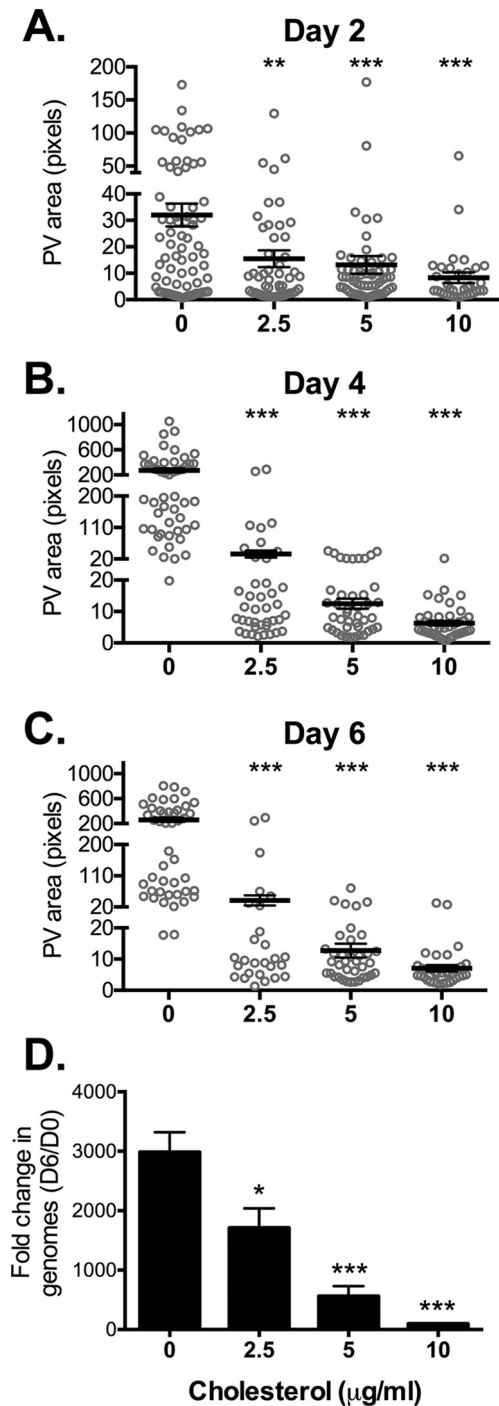 A.
Day 2
** *** ***
PV area (pixels)
200
150
100
50
40
30
20
10
0
0 2.5 5 10
B.
Day 4
*** *** ***
PV area (pixels)
1000
600
200
200
110
20
20
10
0
0 2.5 5 10
C.
Day 6
*** *** ***
PV area (pixels)
1000
600
200
200
110
20
20
10
0
0 2.5 5 10
D.
Fold change in
genomes (D6/D0)
4000
3000
2000
1000
0
*
***
***
0 2.5 5 10
Cholesterol (μg/ml)